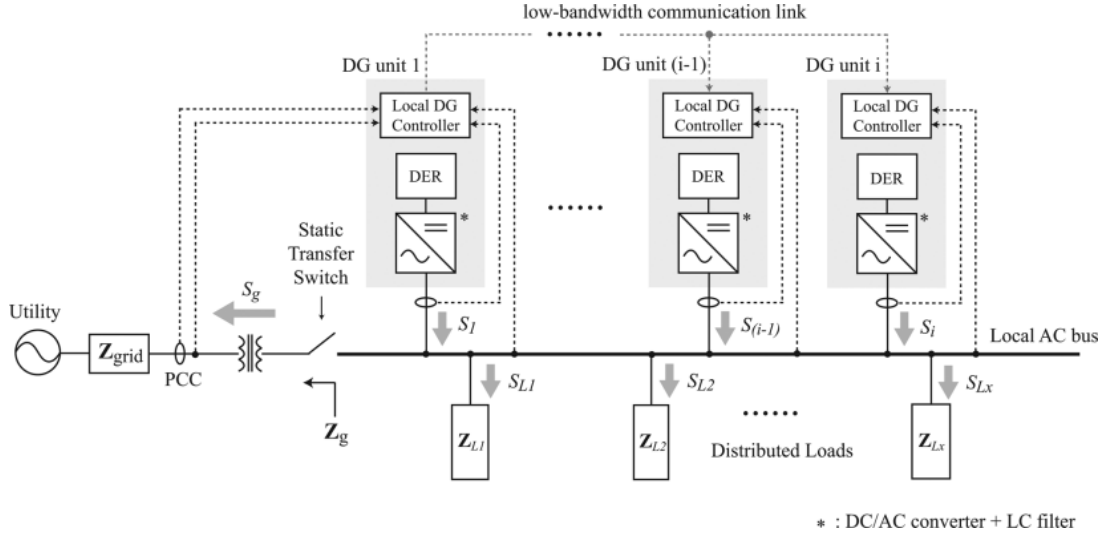 low-bandwidth communication link
DG unit 1
DG unit (i-1)
DG unit i
Local DG
Controller
Local DG
Controller
Local DG
Controller
DER
DER
DER
*
*
*
Static
Transfer
Switch
Utility
S_g
S_1
S_(i-1)
S_i
Local AC bus
Z_grid
PCC
Z_g
S_L1
S_L2
S_Lx
Z_L1
Z_L2
Z_Lx
Distributed Loads
* : DC/AC converter + LC filter